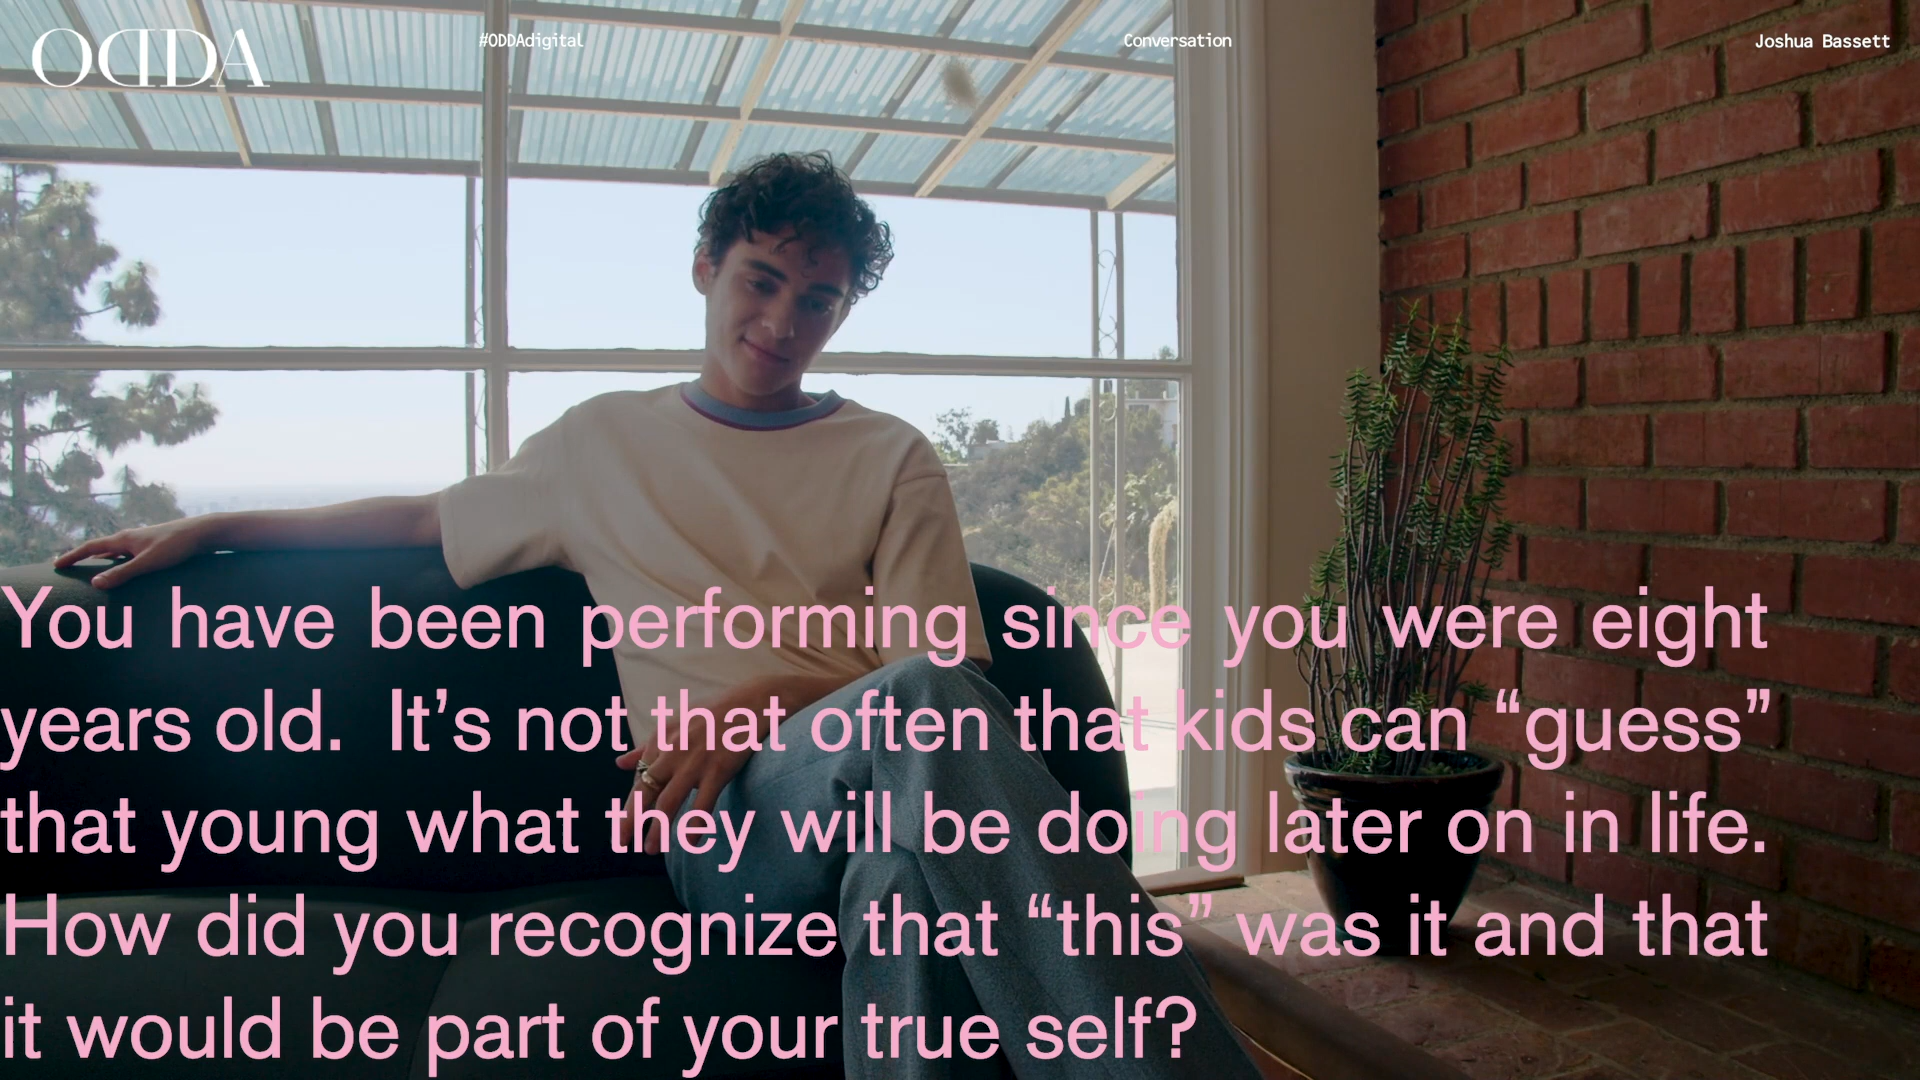 ODDA
#ODDAdigital
Conversation
Joshua Bassett
You have been performing since you were eight
years old.  It’s not that often that kids can “guess”
that young what they will be doing later on in life.
How did you recognize that “this” was it and that
it would be part of your true self?